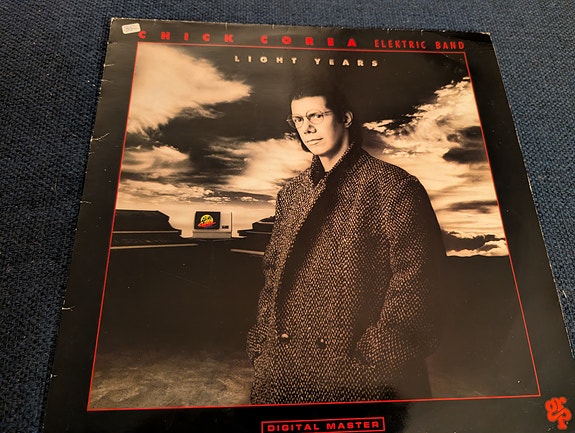 CHICK COREA ELEKTRIC BAND
LIGHT YEARS
DIGITAL MASTER
GRP